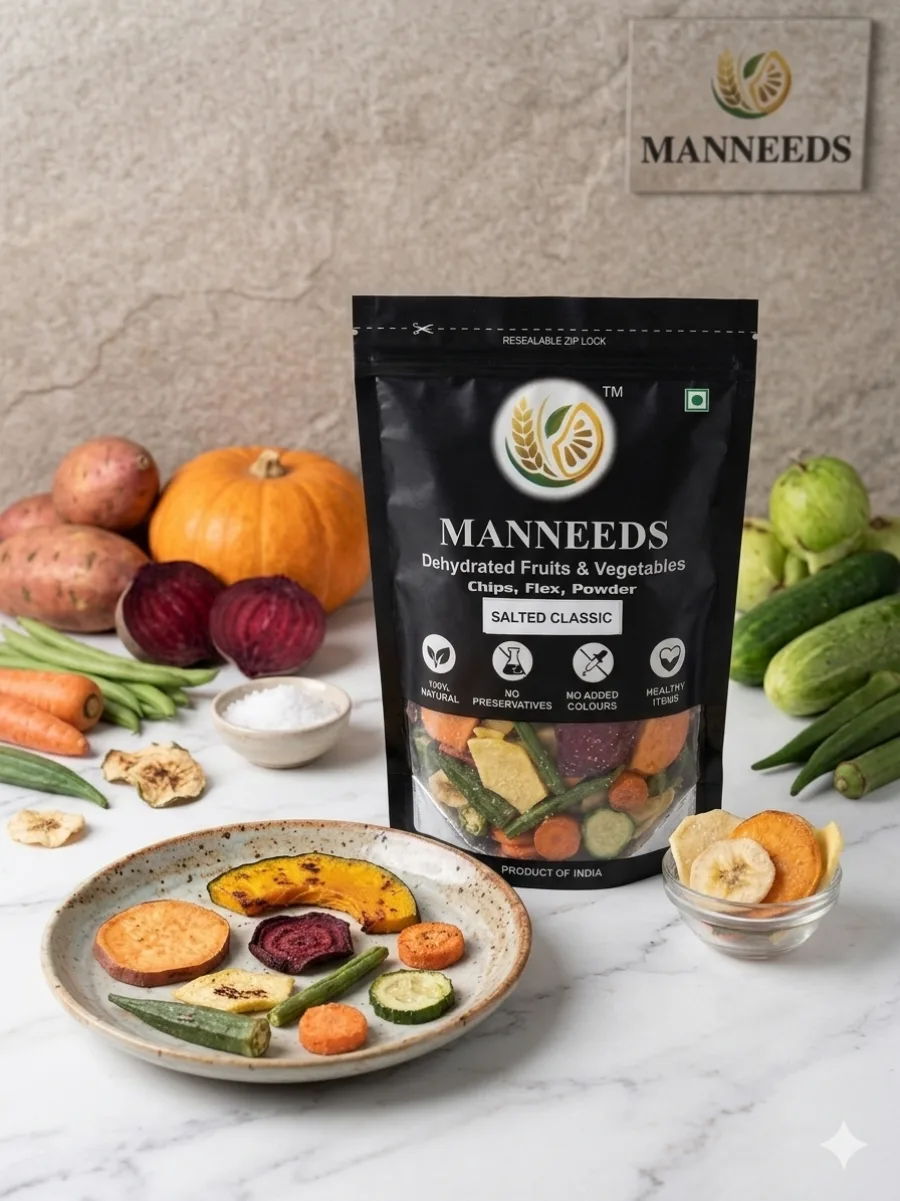 MANNEEDS
RESEALABLE ZIP LOCK
TM
MANNEEDS
Dehydrated Fruits & Vegetables
Chips, Flex, Powder
SALTED CLASSIC
100% NATURAL
NO PRESERVATIVES
NO ADDED COLOURS
HEALTHY
PRODUCT OF INDIA